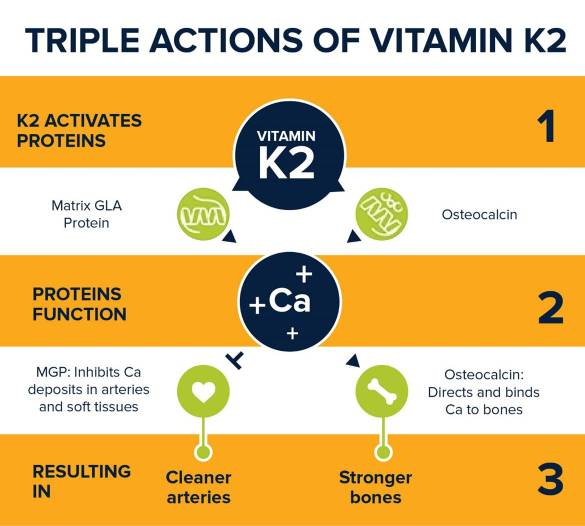 TRIPLE ACTIONS OF VITAMIN K2
K2 ACTIVATES
PROTEINS
VITAMIN
K2
1
Matrix GLA
Protein
Osteocalcin
PROTEINS
FUNCTION
+
+Ca
+
2
MGP: Inhibits Ca
deposits in arteries
and soft tissues
Osteocalcin:
Directs and binds
Ca to bones
RESULTING
IN
Cleaner
arteries
Stronger
bones
3